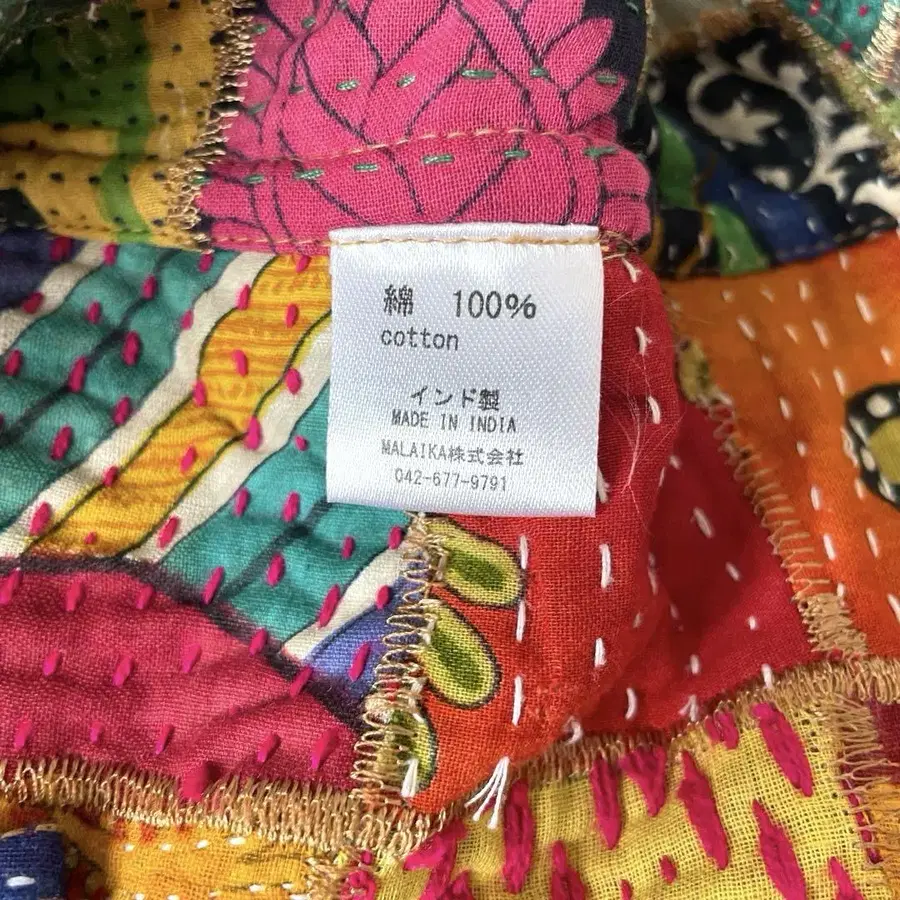 綿 100%
cotton
インド製
MADE IN INDIA
MALAIKA株式会社
042-677-9791